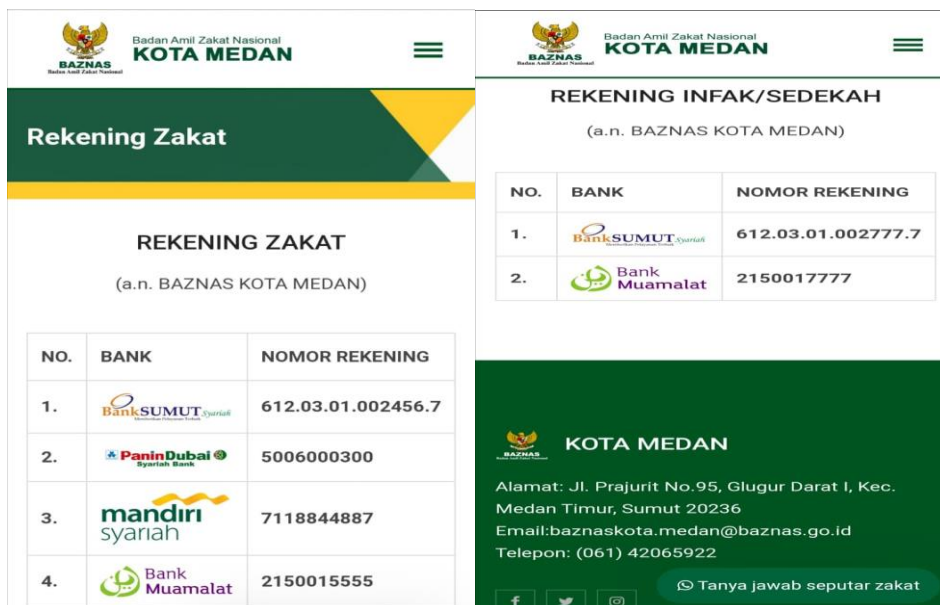 BAZNAS
Badan Amil Zakat Nasional
Badan Amil Zakat Nasional
KOTA MEDAN
Rekening Zakat
REKENING ZAKAT
(a.n. BAZNAS KOTA MEDAN)
NO. BANK NOMOR REKENING
1. BankSUMUT Syariah 612.03.01.002456.7
2. PaninDubai Syariah Bank 5006000300
3. mandiri syariah 7118844887
4. Bank Muamalat 2150015555
BAZNAS
Badan Amil Zakat Nasional
Badan Amil Zakat Nasional
KOTA MEDAN
REKENING INFAK/SEDEKAH
(a.n. BAZNAS KOTA MEDAN)
NO. BANK NOMOR REKENING
1. BankSUMUT Syariah 612.03.01.002777.7
2. Bank Muamalat 2150017777
BAZNAS
KOTA MEDAN
Alamat: Jl. Prajurit No.95, Glugur Darat I, Kec.
Medan Timur, Sumut 20236
Email:baznaskota.medan@baznas.go.id
Telepon: (061) 42065922
Tanya jawab seputar zakat